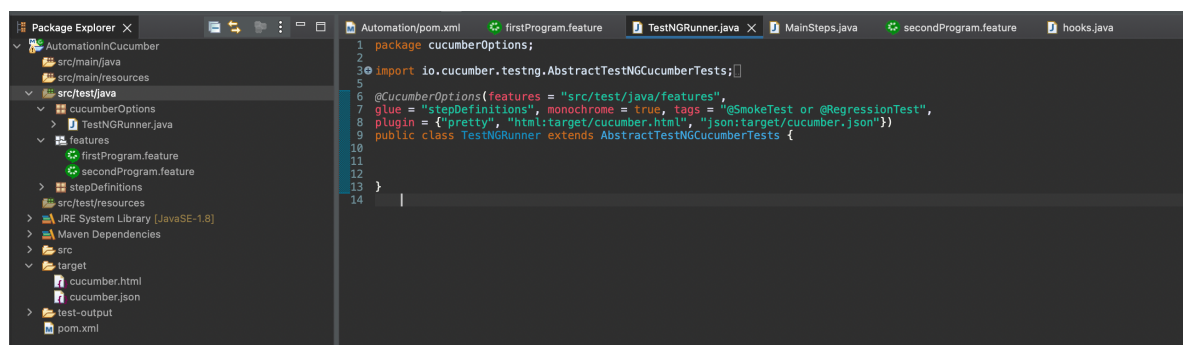 Package Explorer
AutomationInCucumber
src/main/java
src/main/resources
src/test/java
cucumberOptions
TestNGRunner.java
features
firstProgram.feature
secondProgram.feature
stepDefinitions
src/test/resources
JRE System Library [JavaSE-1.8]
Maven Dependencies
src
target
cucumber.html
cucumber.json
test-output
pom.xml
Automation/pom.xml firstProgram.feature TestNGRunner.java MainSteps.java secondProgram.feature hooks.java
1 package cucumberOptions;
2
3 import io.cucumber.testng.AbstractTestNGCucumberTests;
5
6 @CucumberOptions(features = "src/test/java/features",
7 glue = "stepDefinitions", monochrome = true, tags = "@SmokeTest or @RegressionTest",
8 plugin = {"pretty", "html:target/cucumber.html", "json:target/cucumber.json"})
9 public class TestNGRunner extends AbstractTestNGCucumberTests {
10
11
12
13 }
14